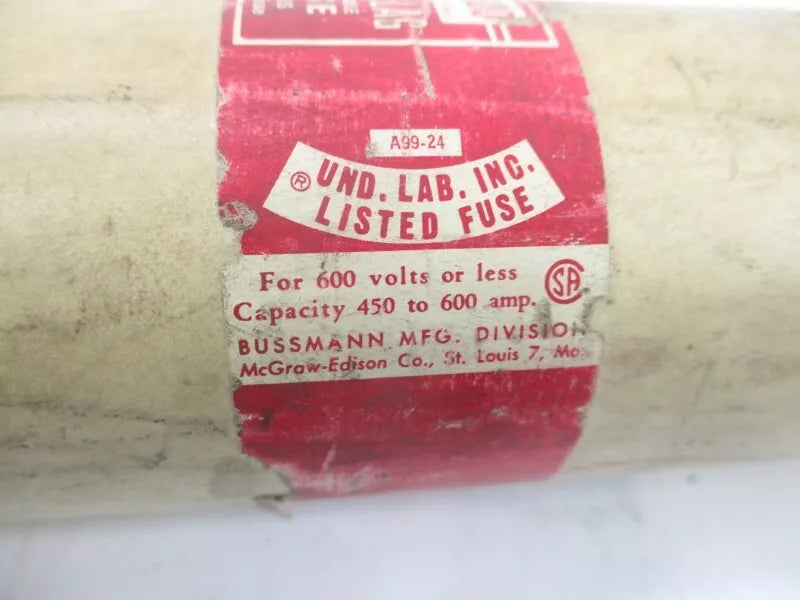 A99-24
® UND. LAB. INC.
LISTED FUSE
For 600 volts or less
Capacity 450 to 600 amp.
BUSSMANN MFG. DIVISION
McGraw-Edison Co., St. Louis 7, Mo.